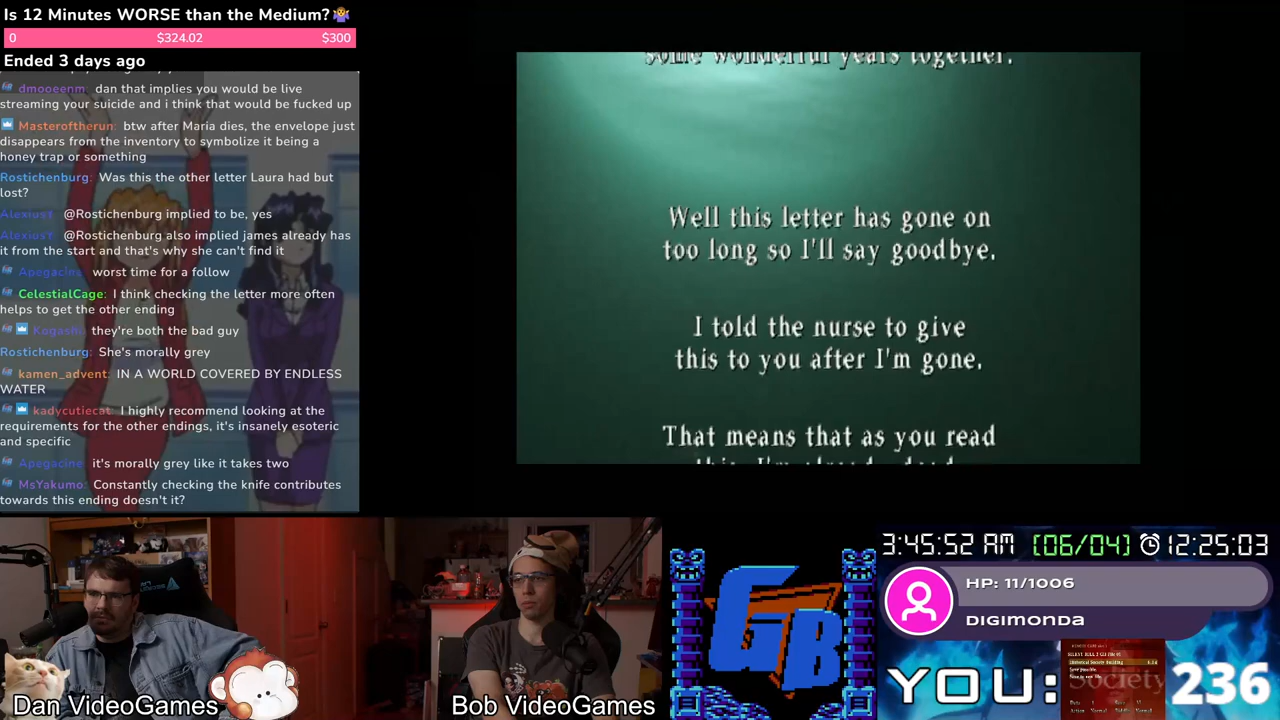 Is 12 Minutes WORSE than the Medium?🤷
0 $324.02 $300
Ended 3 days ago
dmooeenm: dan that implies you would be live
streaming your suicide and i think that would be fucked up
Masteroftherun: btw after Maria dies, the envelope just
disappears from the inventory to symbolize it being a
honey trap or something
Rostichenburg: Was this the other letter Laura had but
lost?
@Rostichenburg implied to be, yes
@Rostichenburg also implied james already has
it from the start and that's why she can't find it
Apegacine: worst time for a follow
CelestialCage: I think checking the letter more often
helps to get the other ending
Kogashi: they're both the bad guy
Rostichenburg: She's morally grey
kamen_advent: IN A WORLD COVERED BY ENDLESS
WATER
kadycutiecat: I highly recommend looking at the
requirements for the other endings, it's insanely esoteric
and specific
Apegacine: it's morally grey like it takes two
MsYakumo: Constantly checking the knife contributes
towards this ending doesn't it?
some wonderful years together.
Well this letter has gone on
too long so I'll say goodbye.
I told the nurse to give
this to you after I'm gone.
That means that as you read
this, I'm already dead.
Dan VideoGames
Bob VideoGames
GB
3:45:52 AM [06/04] 12:25:03
HP: 11/1006
DIGIMONDA
YOU:
Society
236